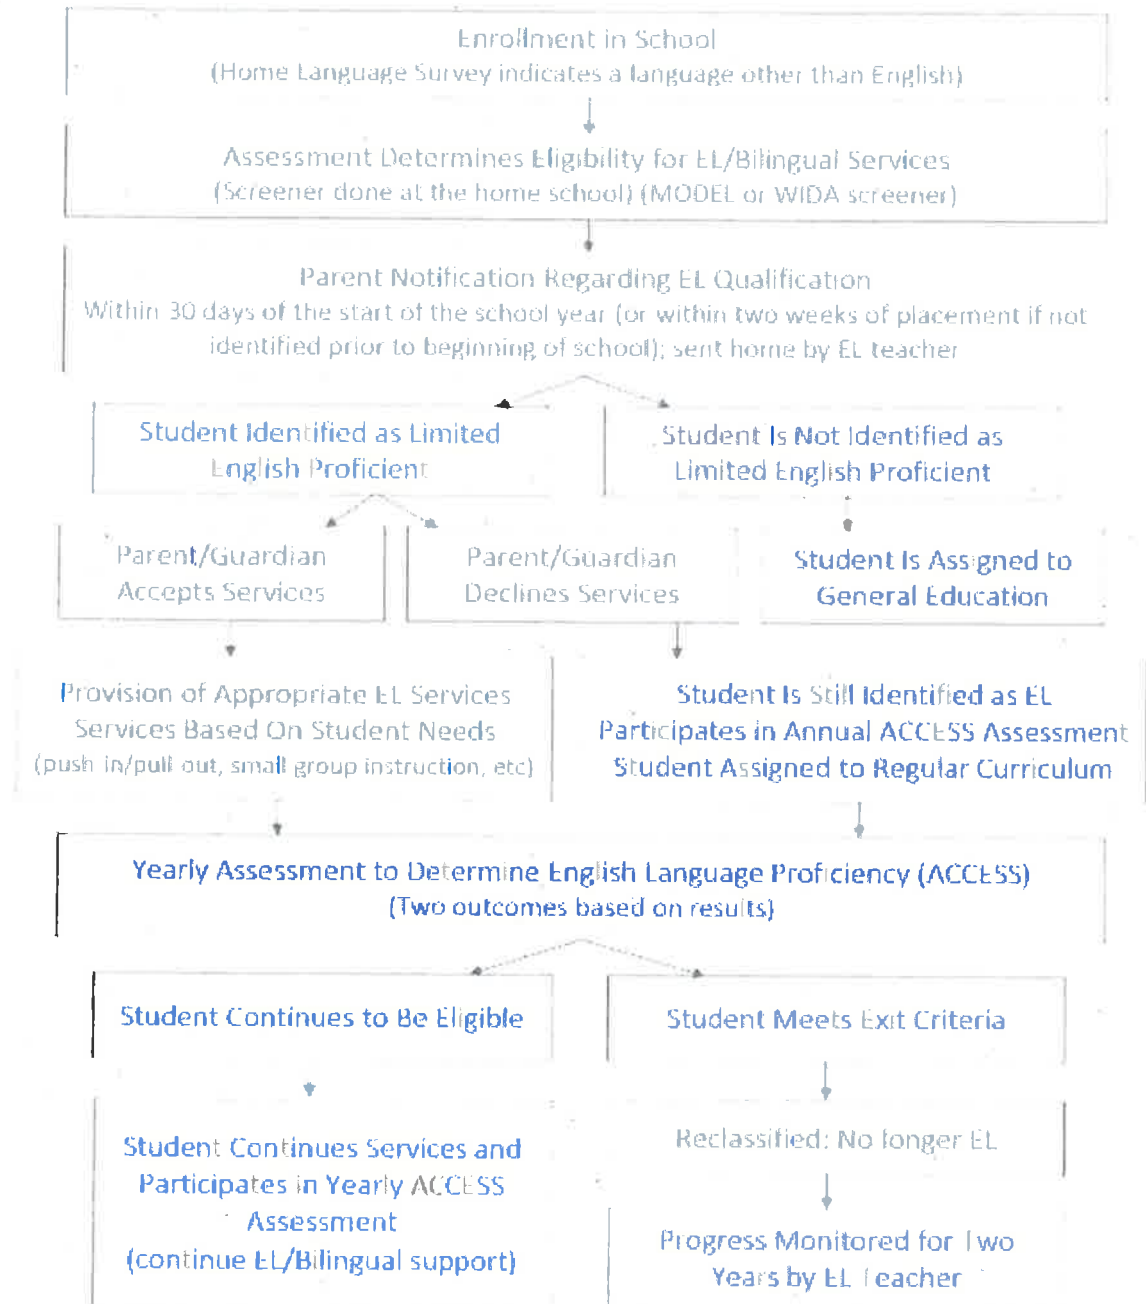 Enrollment in School
(Home Language Survey indicates a language other than English)
Assessment Determines Eligibility for EL/Bilingual Services
(Screener done at the home school) (MODEL or WIDA screener)
Parent Notification Regarding EL Qualification
Within 30 days of the start of the school year (or within two weeks of placement if not
identified prior to beginning of school); sent home by EL teacher
Student Identified as Limited
English Proficient
Student Is Not Identified as
Limited English Proficient
Parent/Guardian
Accepts Services
Parent/Guardian
Declines Services
Student Is Assigned to
General Education
Provision of Appropriate EL Services
Services Based On Student Needs
(push in/pull out, small group instruction, etc)
Student Is Still Identified as EL
Participates in Annual ACCESS Assessment
Student Assigned to Regular Curriculum
Yearly Assessment to Determine English Language Proficiency (ACCESS)
(Two outcomes based on results)
Student Continues to Be Eligible
Student Meets Exit Criteria
Student Continues Services and
Participates in Yearly ACCESS
Assessment
(continue EL/Bilingual support)
Reclassified: No longer EL
Progress Monitored for Two
Years by EL Teacher